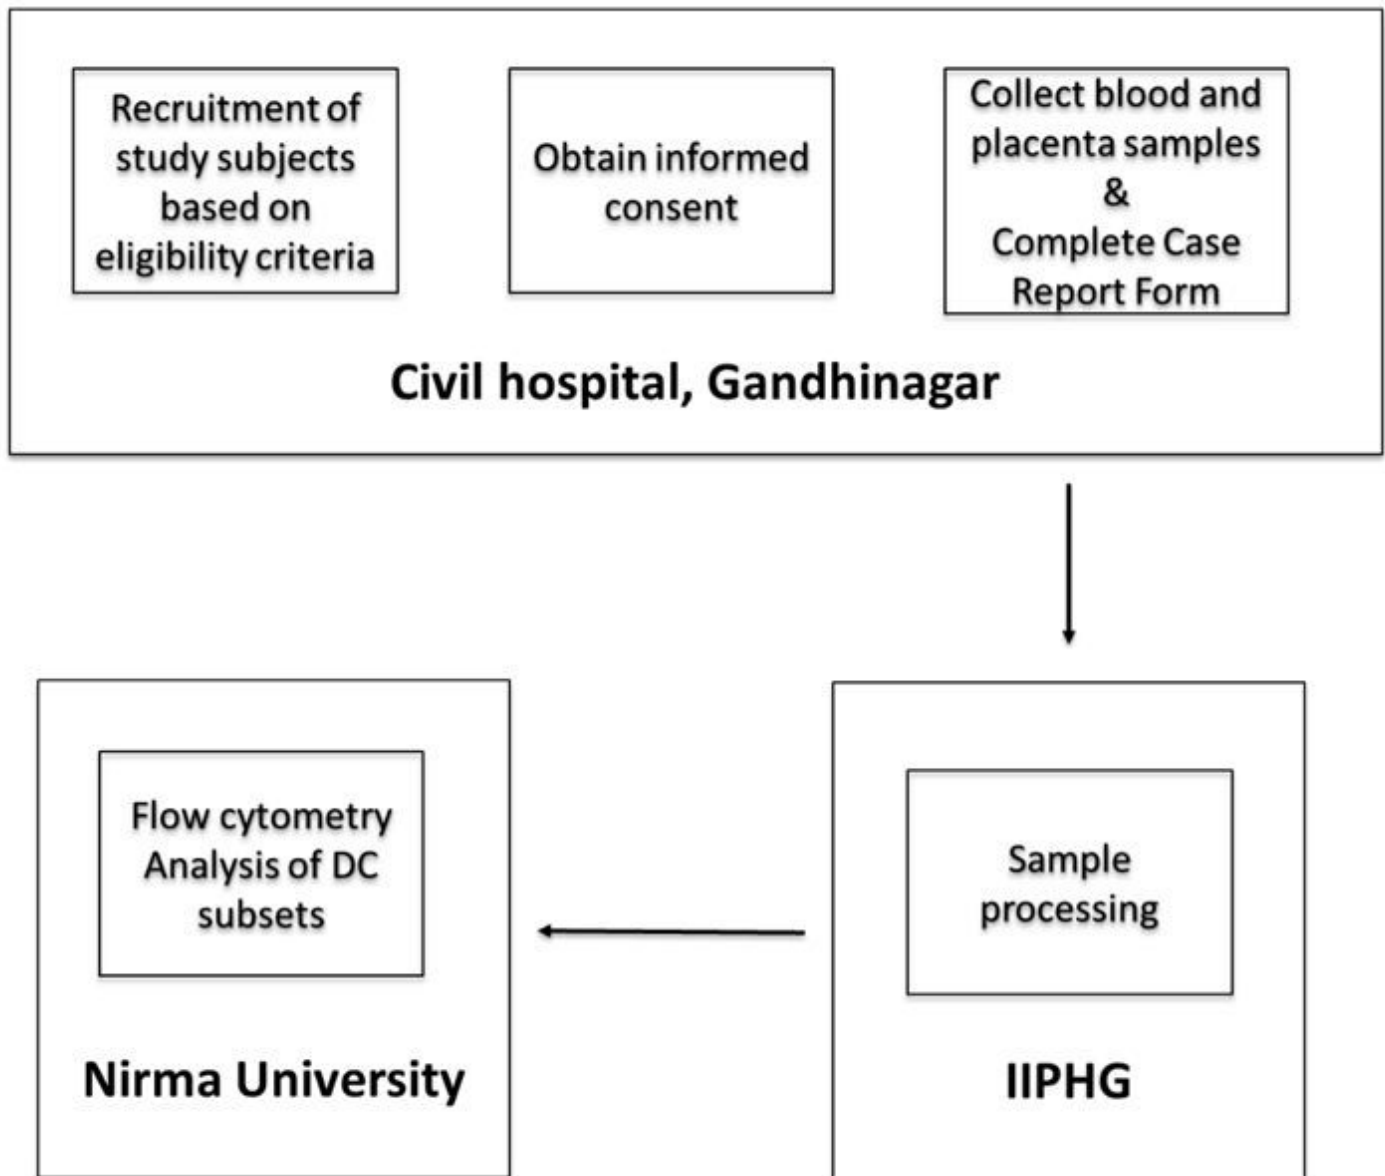 Recruitment of
study subjects
based on
eligibility criteria
Obtain informed
consent
Collect blood and
placenta samples
&
Complete Case
Report Form
Civil hospital, Gandhinagar
Flow cytometry
Analysis of DC
subsets
Nirma University
Sample
processing
IIPHG